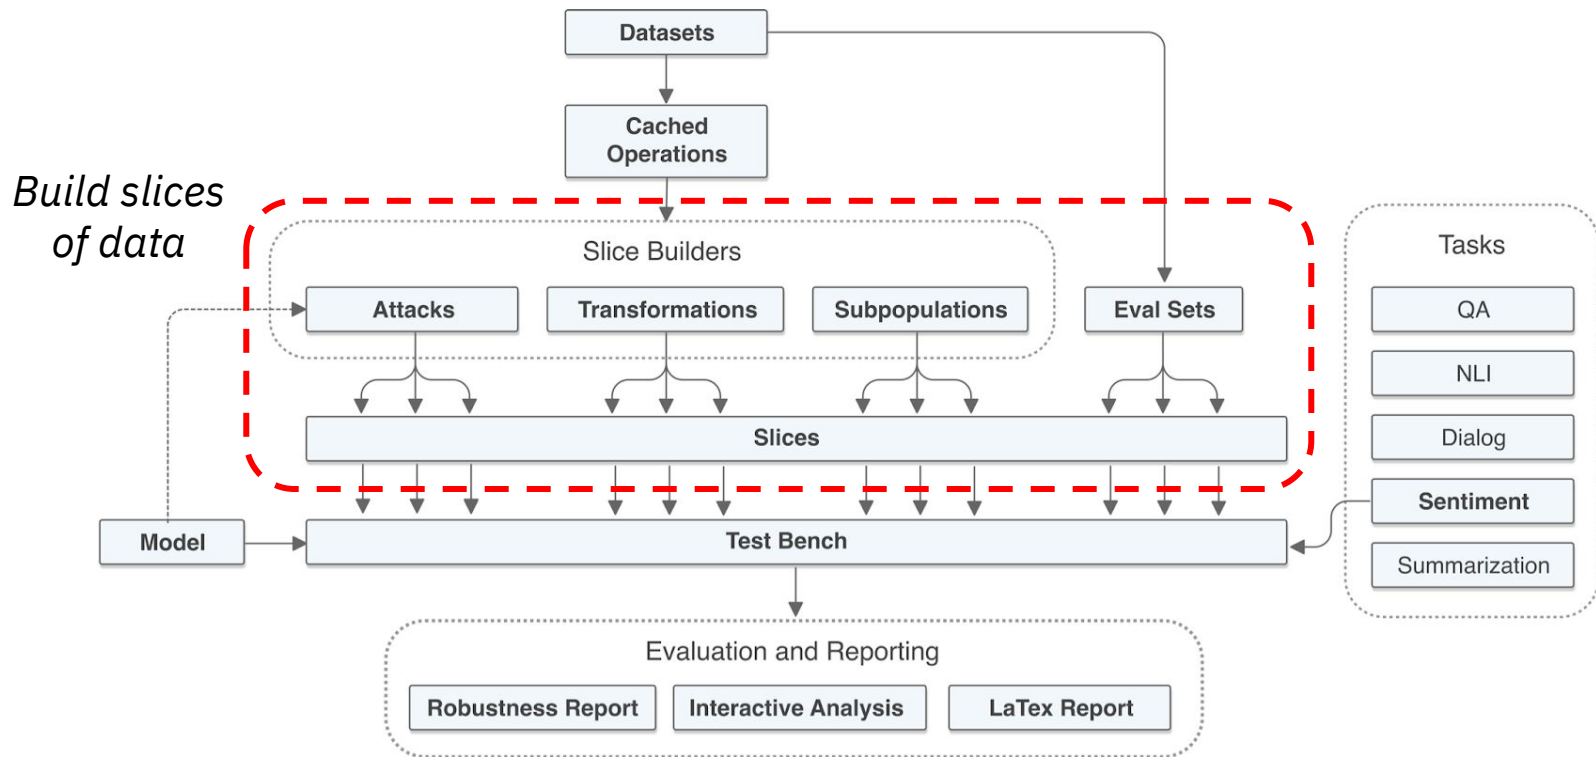 Datasets
Cached
Operations
Build slices
of data
Slice Builders
Attacks
Transformations
Subpopulations
Eval Sets
Slices
Model
Test Bench
Tasks
QA
NLI
Dialog
Sentiment
Summarization
Evaluation and Reporting
Robustness Report
Interactive Analysis
LaTex Report